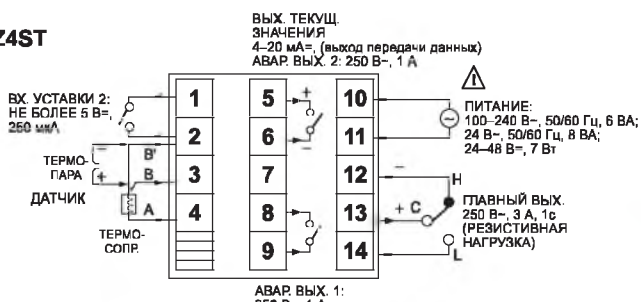 Z4ST
ВЫХ. ТЕКУЩ.
ЗНАЧЕНИЯ
4–20 мА=, (выход передачи данных)
АВАР. ВЫХ. 2: 250 В~, 1 А
ВХ. УСТАВКИ 2:
НЕ БОЛЕЕ 5 В=,
260 мкА
ТЕРМО-
ПАРА
− +
ДАТЧИК
ТЕРМО-
СОПР.
B'
B
A
1
2
3
4
5
6
7
8
9
10
11
12
13
14
+
−
ПИТАНИЕ:
100–240 В~, 50/60 Гц, 6 ВА;
24 В~, 50/60 Гц, 8 ВА;
24–48 В=, 7 Вт
− H
+ C
L
ГЛАВНЫЙ ВЫХ.
250 В~, 3 А, 1с
(РЕЗИСТИВНАЯ
НАГРУЗКА)
АВАР. ВЫХ. 1: